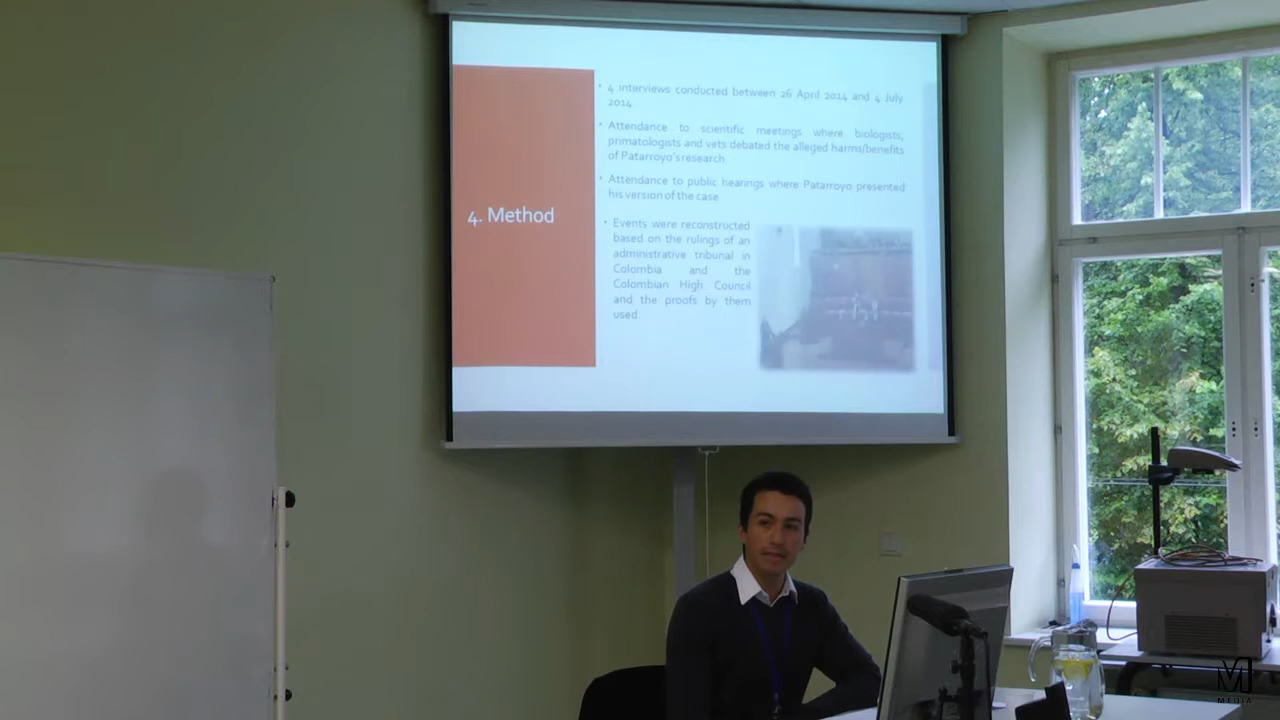 4. Method
4 interviews conducted between 26 April 2014 and 4 July
2014
Attendance to scientific meetings where biologists,
primatologists and vets debated the alleged harms/benefits
of Patarroyo's research
Attendance to public hearings where Patarroyo presented
his version of the case
Events were reconstructed
based on the rulings of an
administrative tribunal in
Colombia and the
Colombian High Council
and the proofs by them
used.
MEDIA